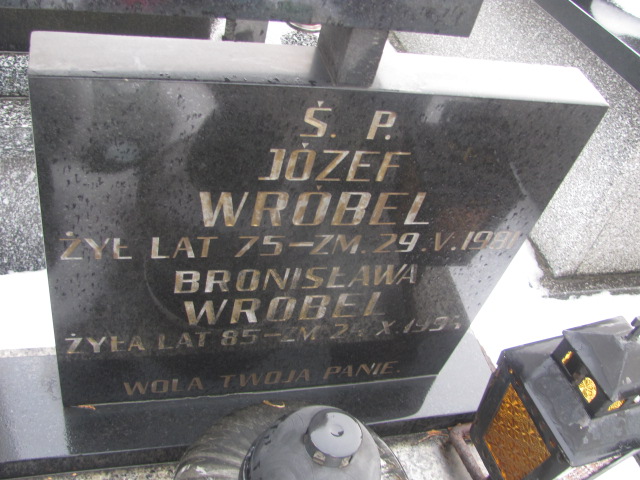 Ś. P.
JÓZEF
WRÓBEL
ŻYŁ LAT 75-ZM. 29.V.1981
BRONISŁAWA
WRÓBEL
ŻYŁA LAT 85-ZM.
WOLA TWOJA PANIE.